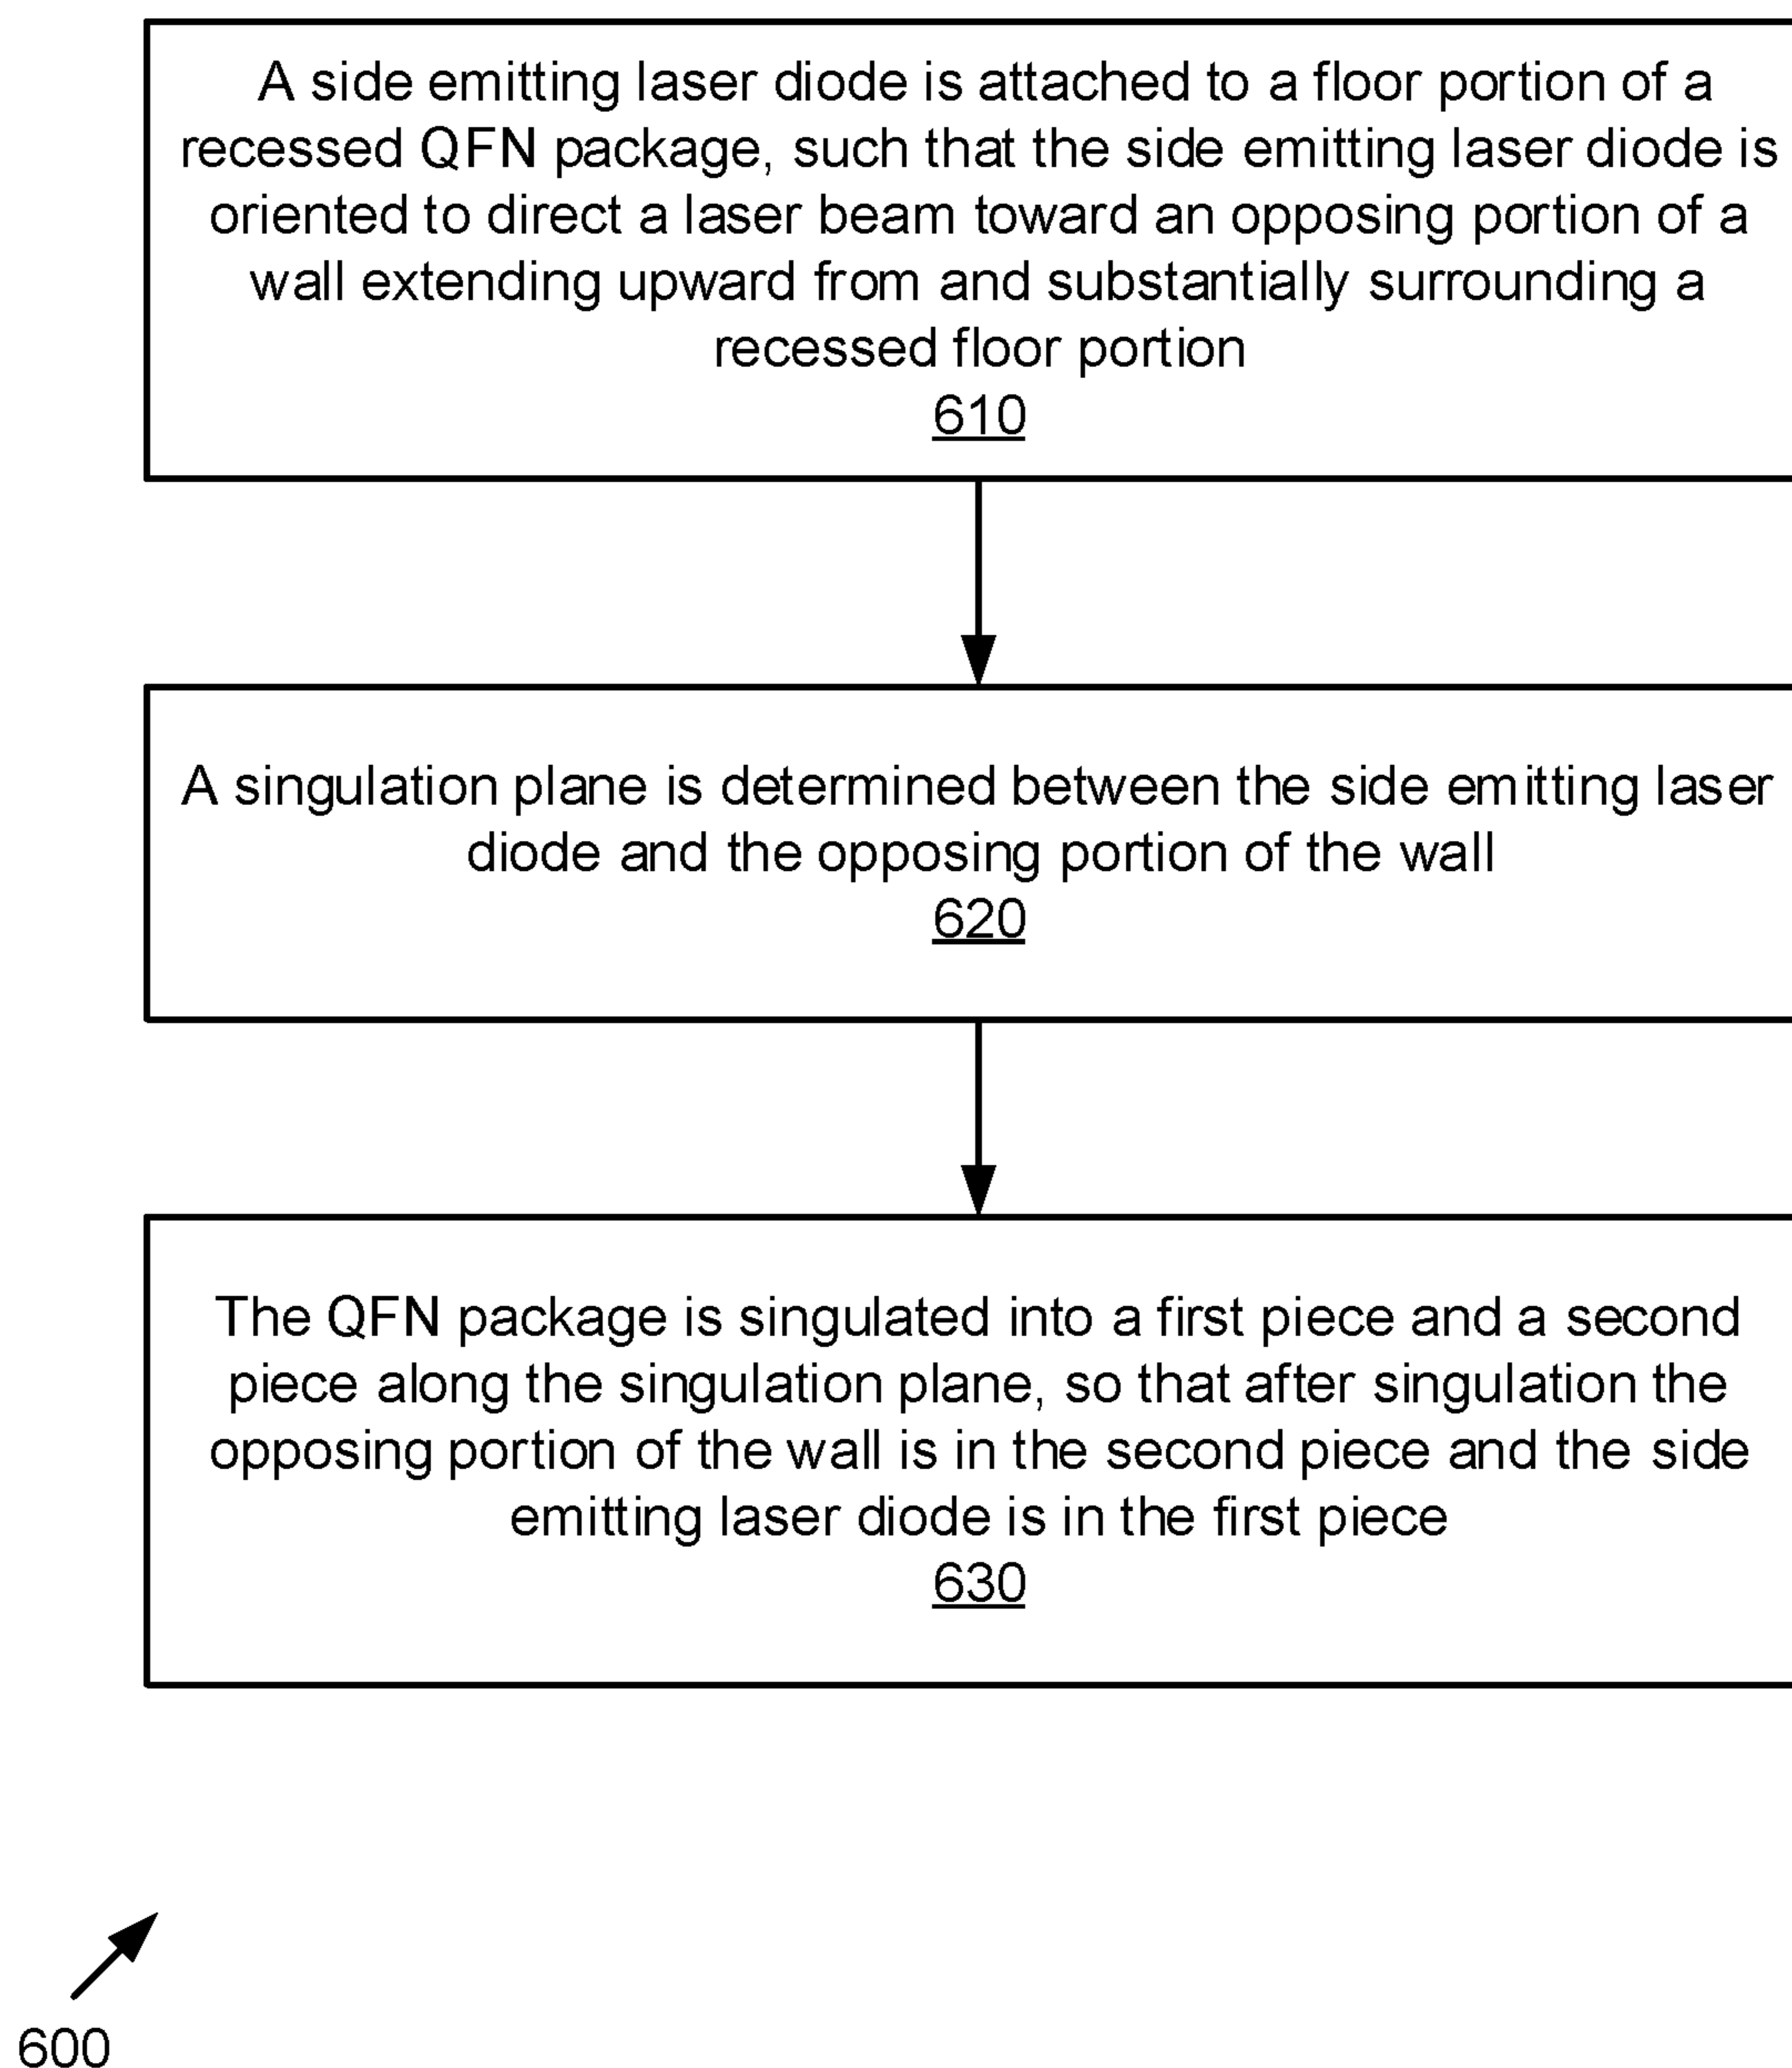 A side emitting laser diode is attached to a floor portion of a
recessed QFN package, such that the side emitting laser diode is
oriented to direct a laser beam toward an opposing portion of a
wall extending upward from and substantially surrounding a
recessed floor portion
610
A singulation plane is determined between the side emitting laser
diode and the opposing portion of the wall
620
The QFN package is singulated into a first piece and a second
piece along the singulation plane, so that after singulation the
opposing portion of the wall is in the second piece and the side
emitting laser diode is in the first piece
630
600